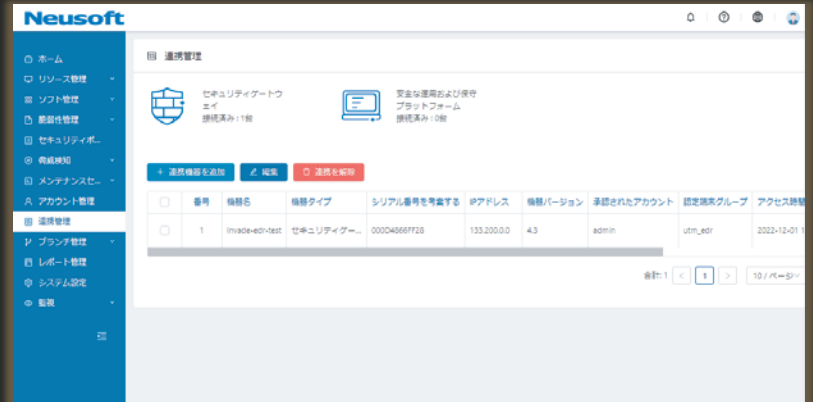 Neusoft
ホーム
リソース管理
ソフト管理
脆弱性管理
セキュリティポ...
脅威検知
メンテナンスセ...
アカウント管理
連携管理
ブランチ管理
レポート管理
システム設定
監視
連携管理
セキュリティゲートウ
ェイ
接続済み：1台
安全な運用および保守
プラットフォーム
接続済み：0台
+ 連携機器を追加
編集
連携を解除
番号 機器名 機器タイプ シリアル番号を考査する IPアドレス 機器バージョン 承認されたアカウント 認定端末グループ アクセス時間
1 invade-edr-test セキュリティゲー... 000D4866FF28 133.200.0.0 4.3 admin utm_edr 2022-12-01 1
合計: 1 < 1 > 10 / ページ